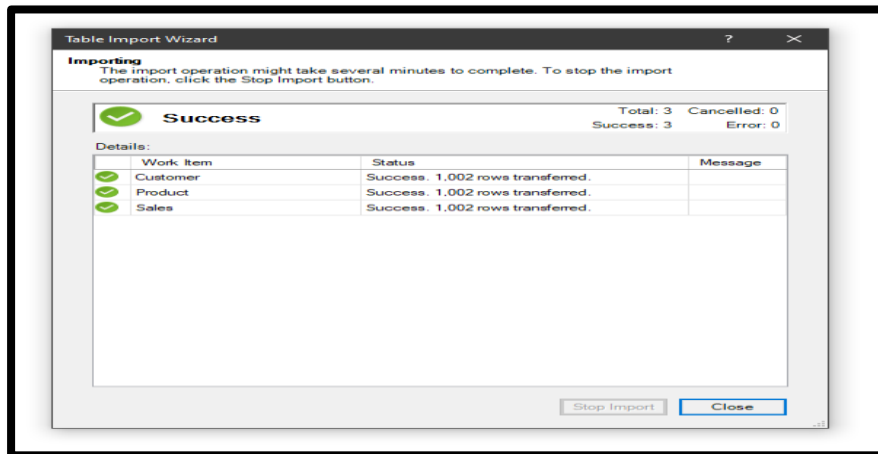 Table Import Wizard ?
Importing
The import operation might take several minutes to complete. To stop the import
operation, click the Stop Import button.
Success
Total: 3 Cancelled: 0
Success: 3 Error: 0
Details:
Work Item Status Message
Customer Success. 1,002 rows transferred.
Product Success. 1,002 rows transferred.
Sales Success. 1,002 rows transferred.
Stop Import Close